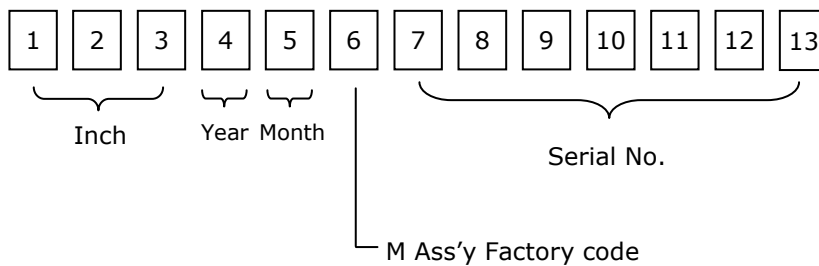 1 2 3 4 5 6 7 8 9 10 11 12 13
Inch Year Month
Serial No.
M Ass’y Factory code